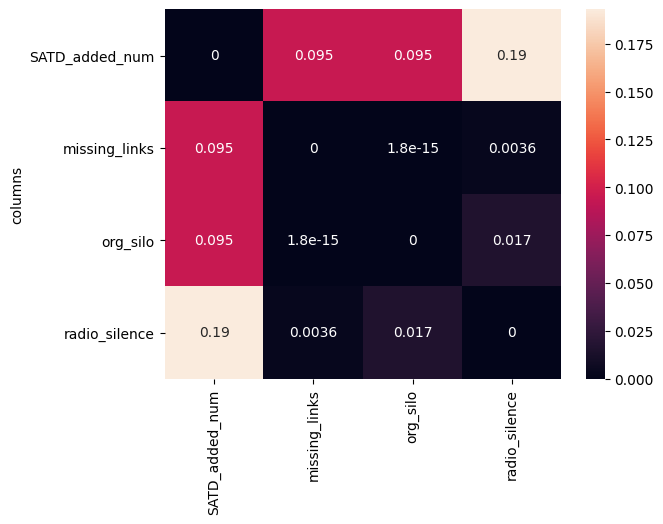 SATD_added_num 0 0.095 0.095 0.19
missing_links 0.095 0 1.8e-15 0.0036
org_silo 0.095 1.8e-15 0 0.017
radio_silence 0.19 0.0036 0.017 0
columns
SATD_added_num
missing_links
org_silo
radio_silence
0.175
0.150
0.125
0.100
0.075
0.050
0.025
0.000